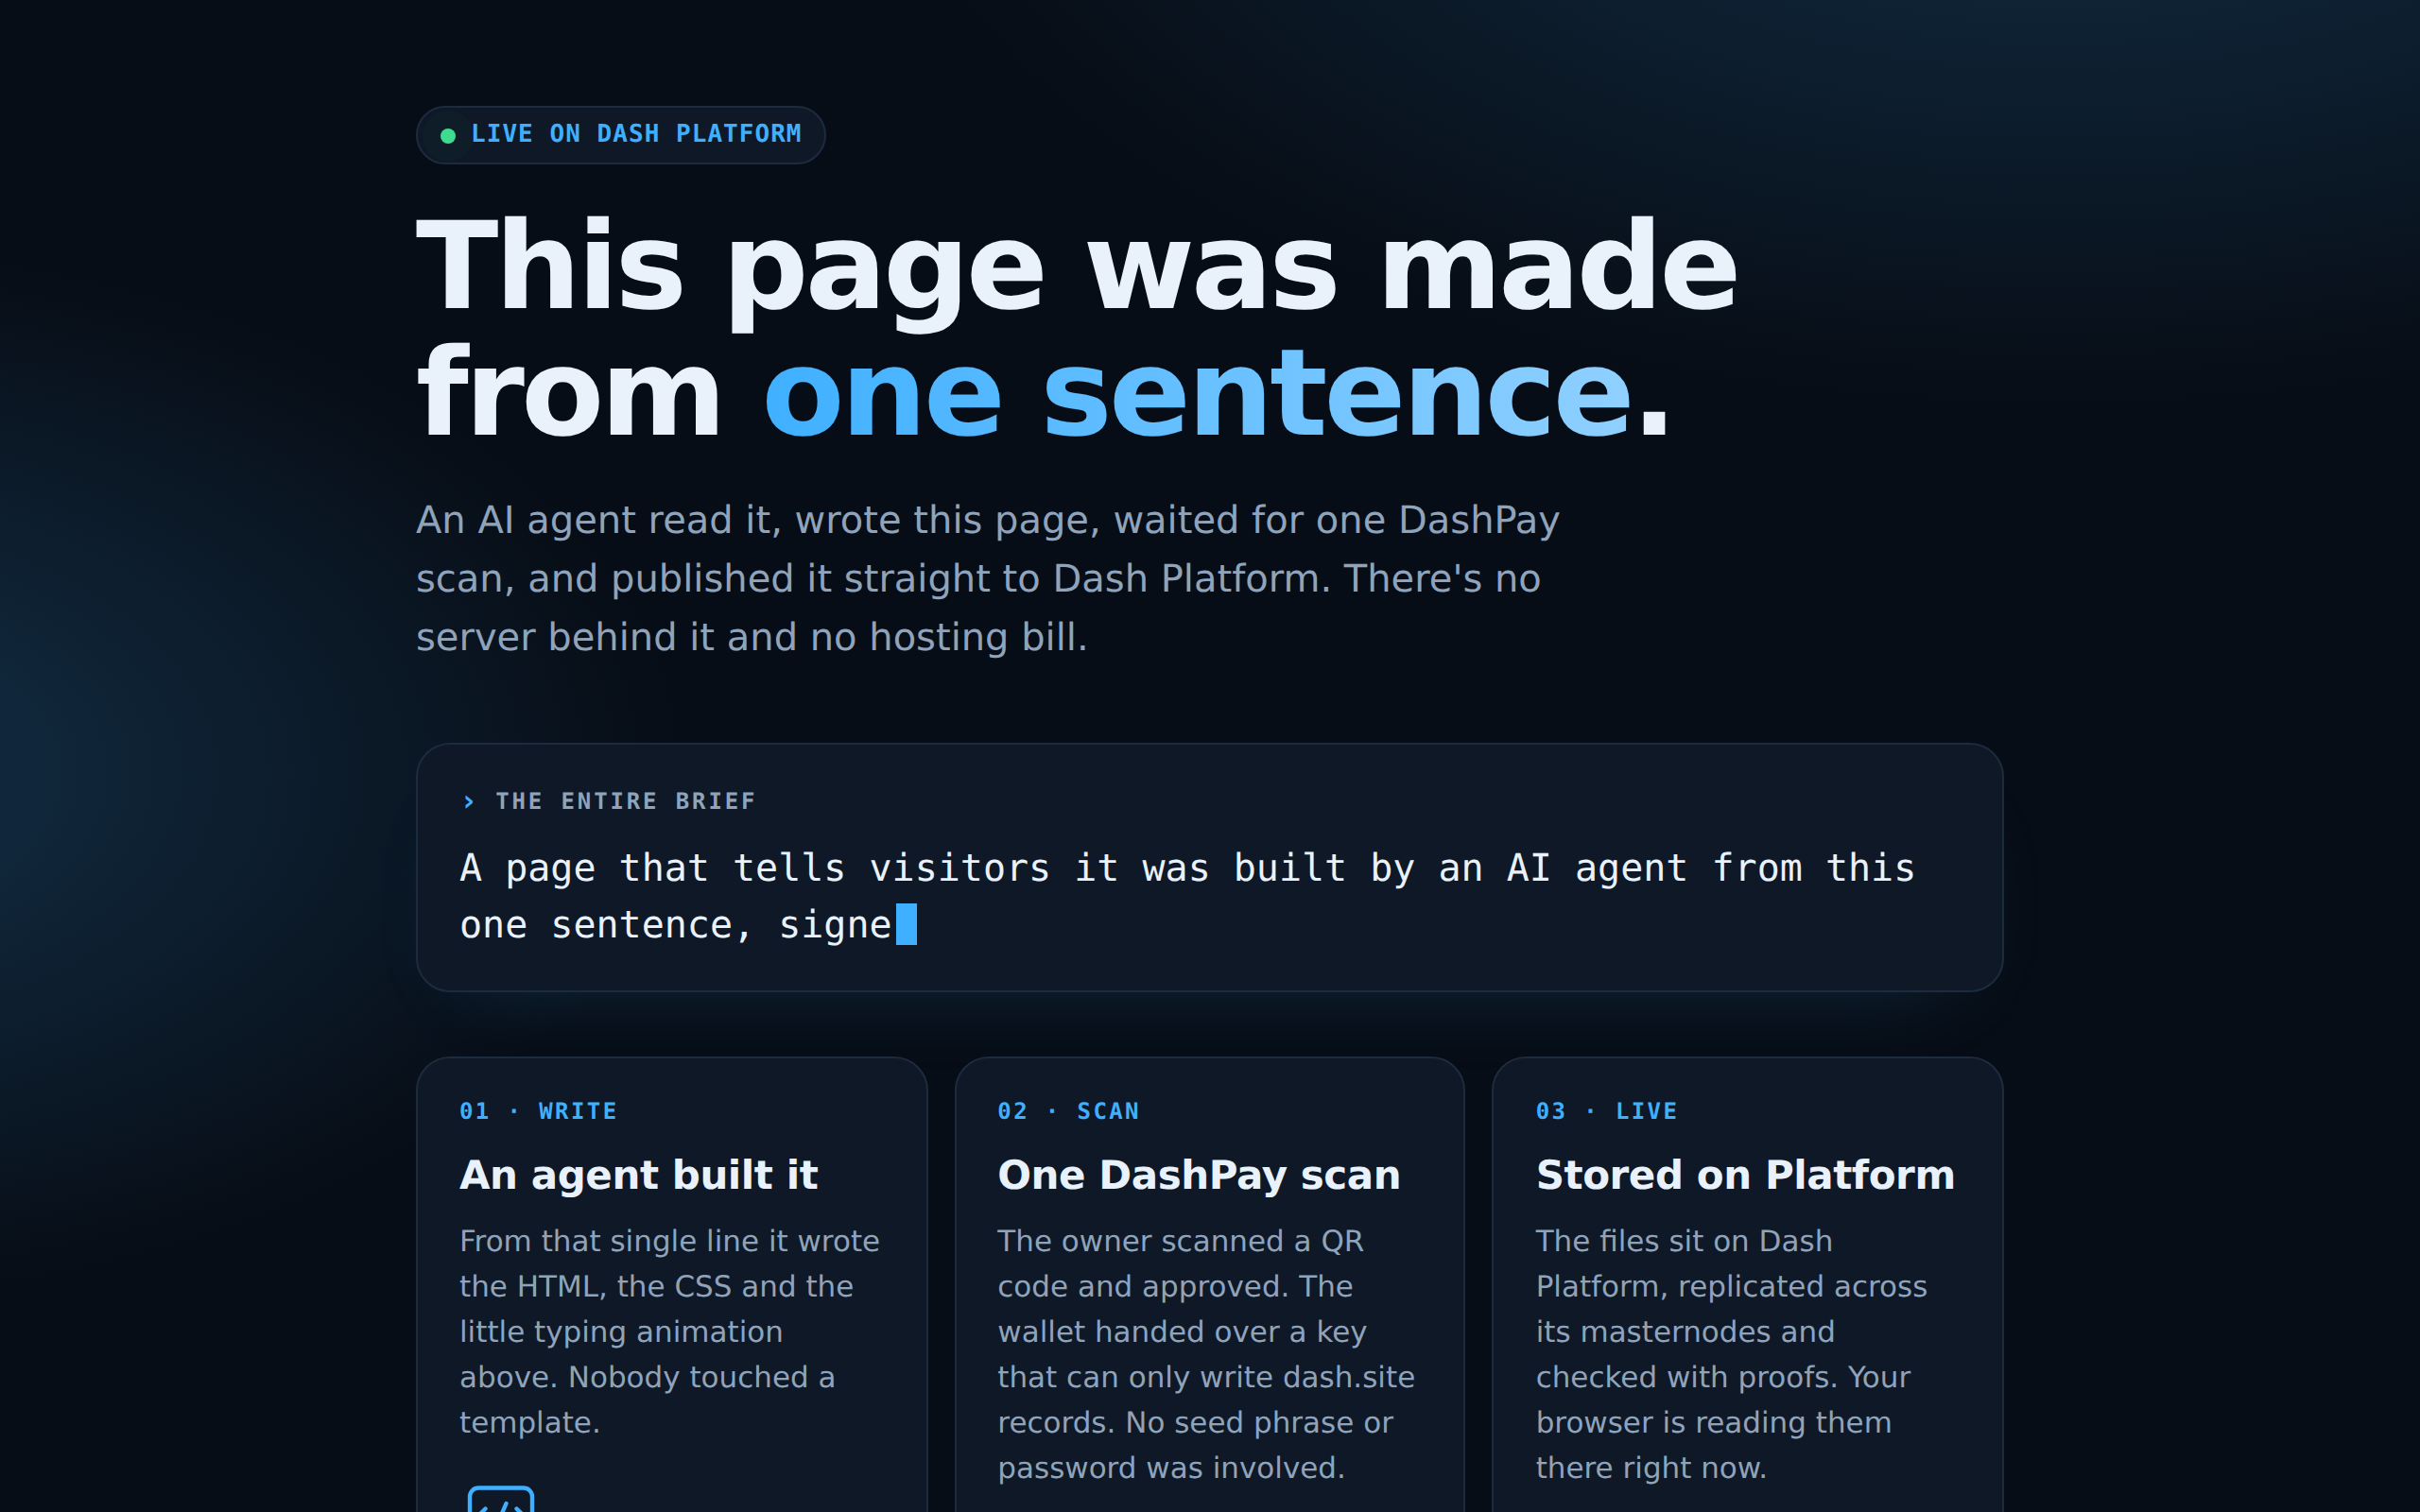 LIVE ON DASH PLATFORM
This page was made
from one sentence.
An AI agent read it, wrote this page, waited for one DashPay
scan, and published it straight to Dash Platform. There's no
server behind it and no hosting bill.
› THE ENTIRE BRIEF
A page that tells visitors it was built by an AI agent from this
one sentence, signe
01 · WRITE
An agent built it
From that single line it wrote
the HTML, the CSS and the
little typing animation
above. Nobody touched a
template.
02 · SCAN
One DashPay scan
The owner scanned a QR
code and approved. The
wallet handed over a key
that can only write dash.site
records. No seed phrase or
password was involved.
03 · LIVE
Stored on Platform
The files sit on Dash
Platform, replicated across
its masternodes and
checked with proofs. Your
browser is reading them
there right now.